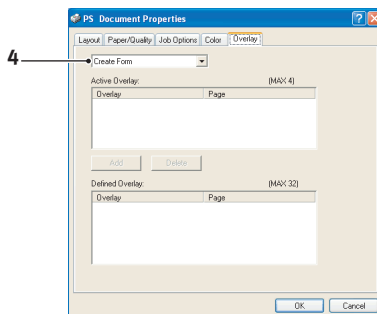 PS Document Properties
Layout Paper/Quality Job Options Color Overlay
4
Create Form
Active Overlay: (MAX 4)
Overlay Page
Add Delete
Defined Overlay: (MAX 32)
Overlay Page
OK Cancel